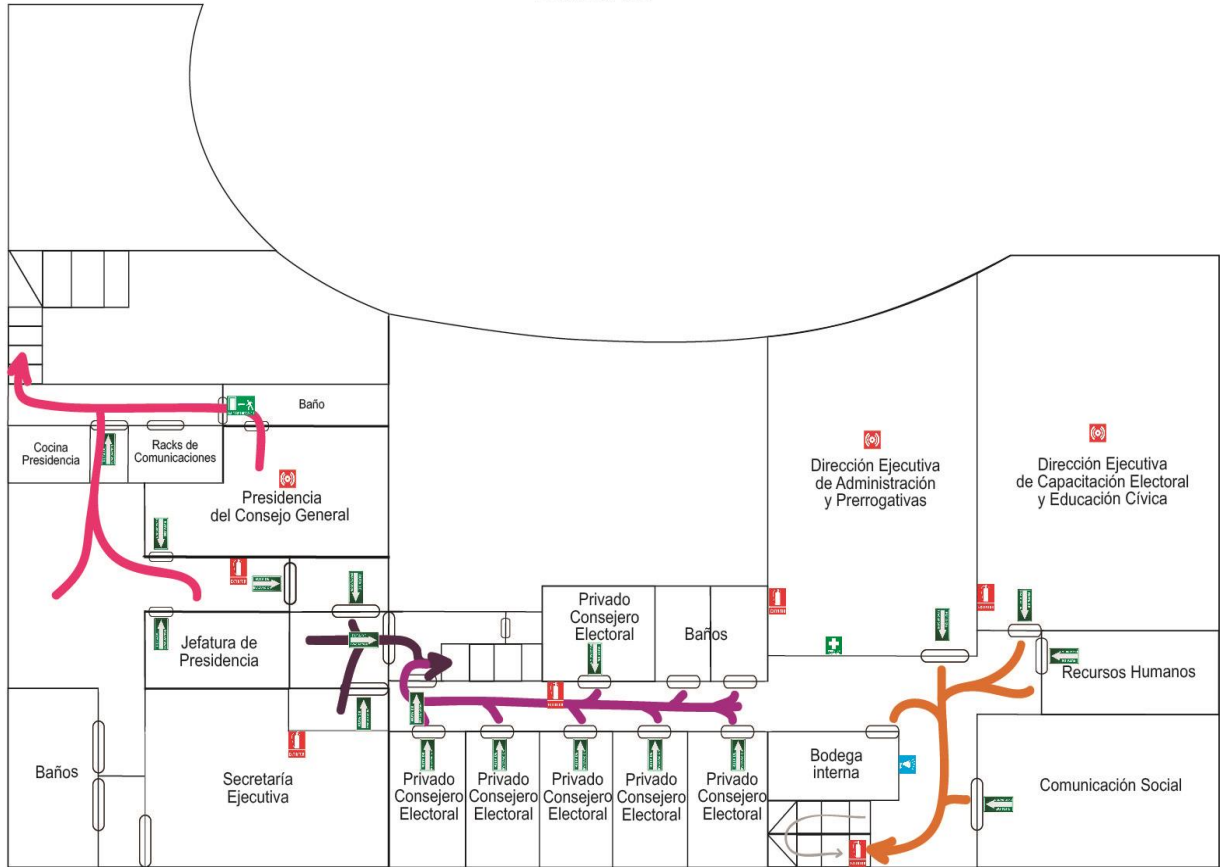 Baño
Cocina
Presidencia
Racks de
Comunicaciones
Presidencia
del Consejo General
Dirección Ejecutiva
de Administración
y Prerrogativas
Dirección Ejecutiva
de Capacitación Electoral
y Educación Cívica
Privado
Consejero
Electoral
Baños
Jefatura de
Presidencia
Recursos Humanos
Baños
Secretaría
Ejecutiva
Privado
Consejero
Electoral
Privado
Consejero
Electoral
Privado
Consejero
Electoral
Privado
Consejero
Electoral
Privado
Consejero
Electoral
Bodega
interna
Comunicación Social